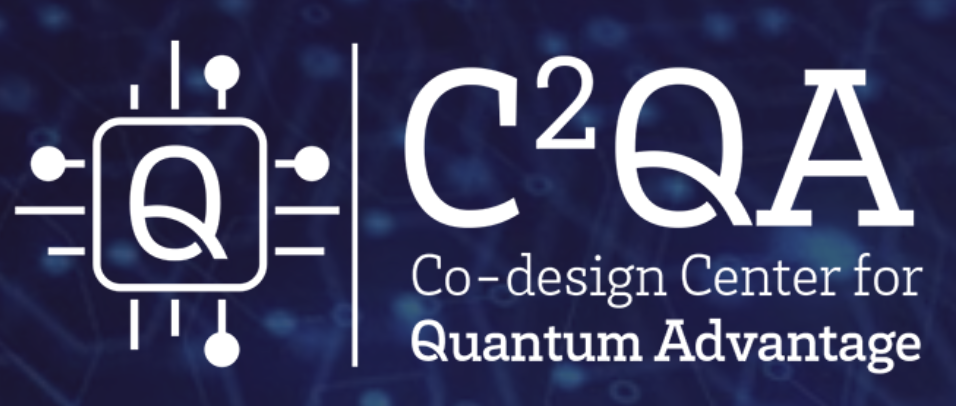 Q
C²QA
Co-design Center for
Quantum Advantage